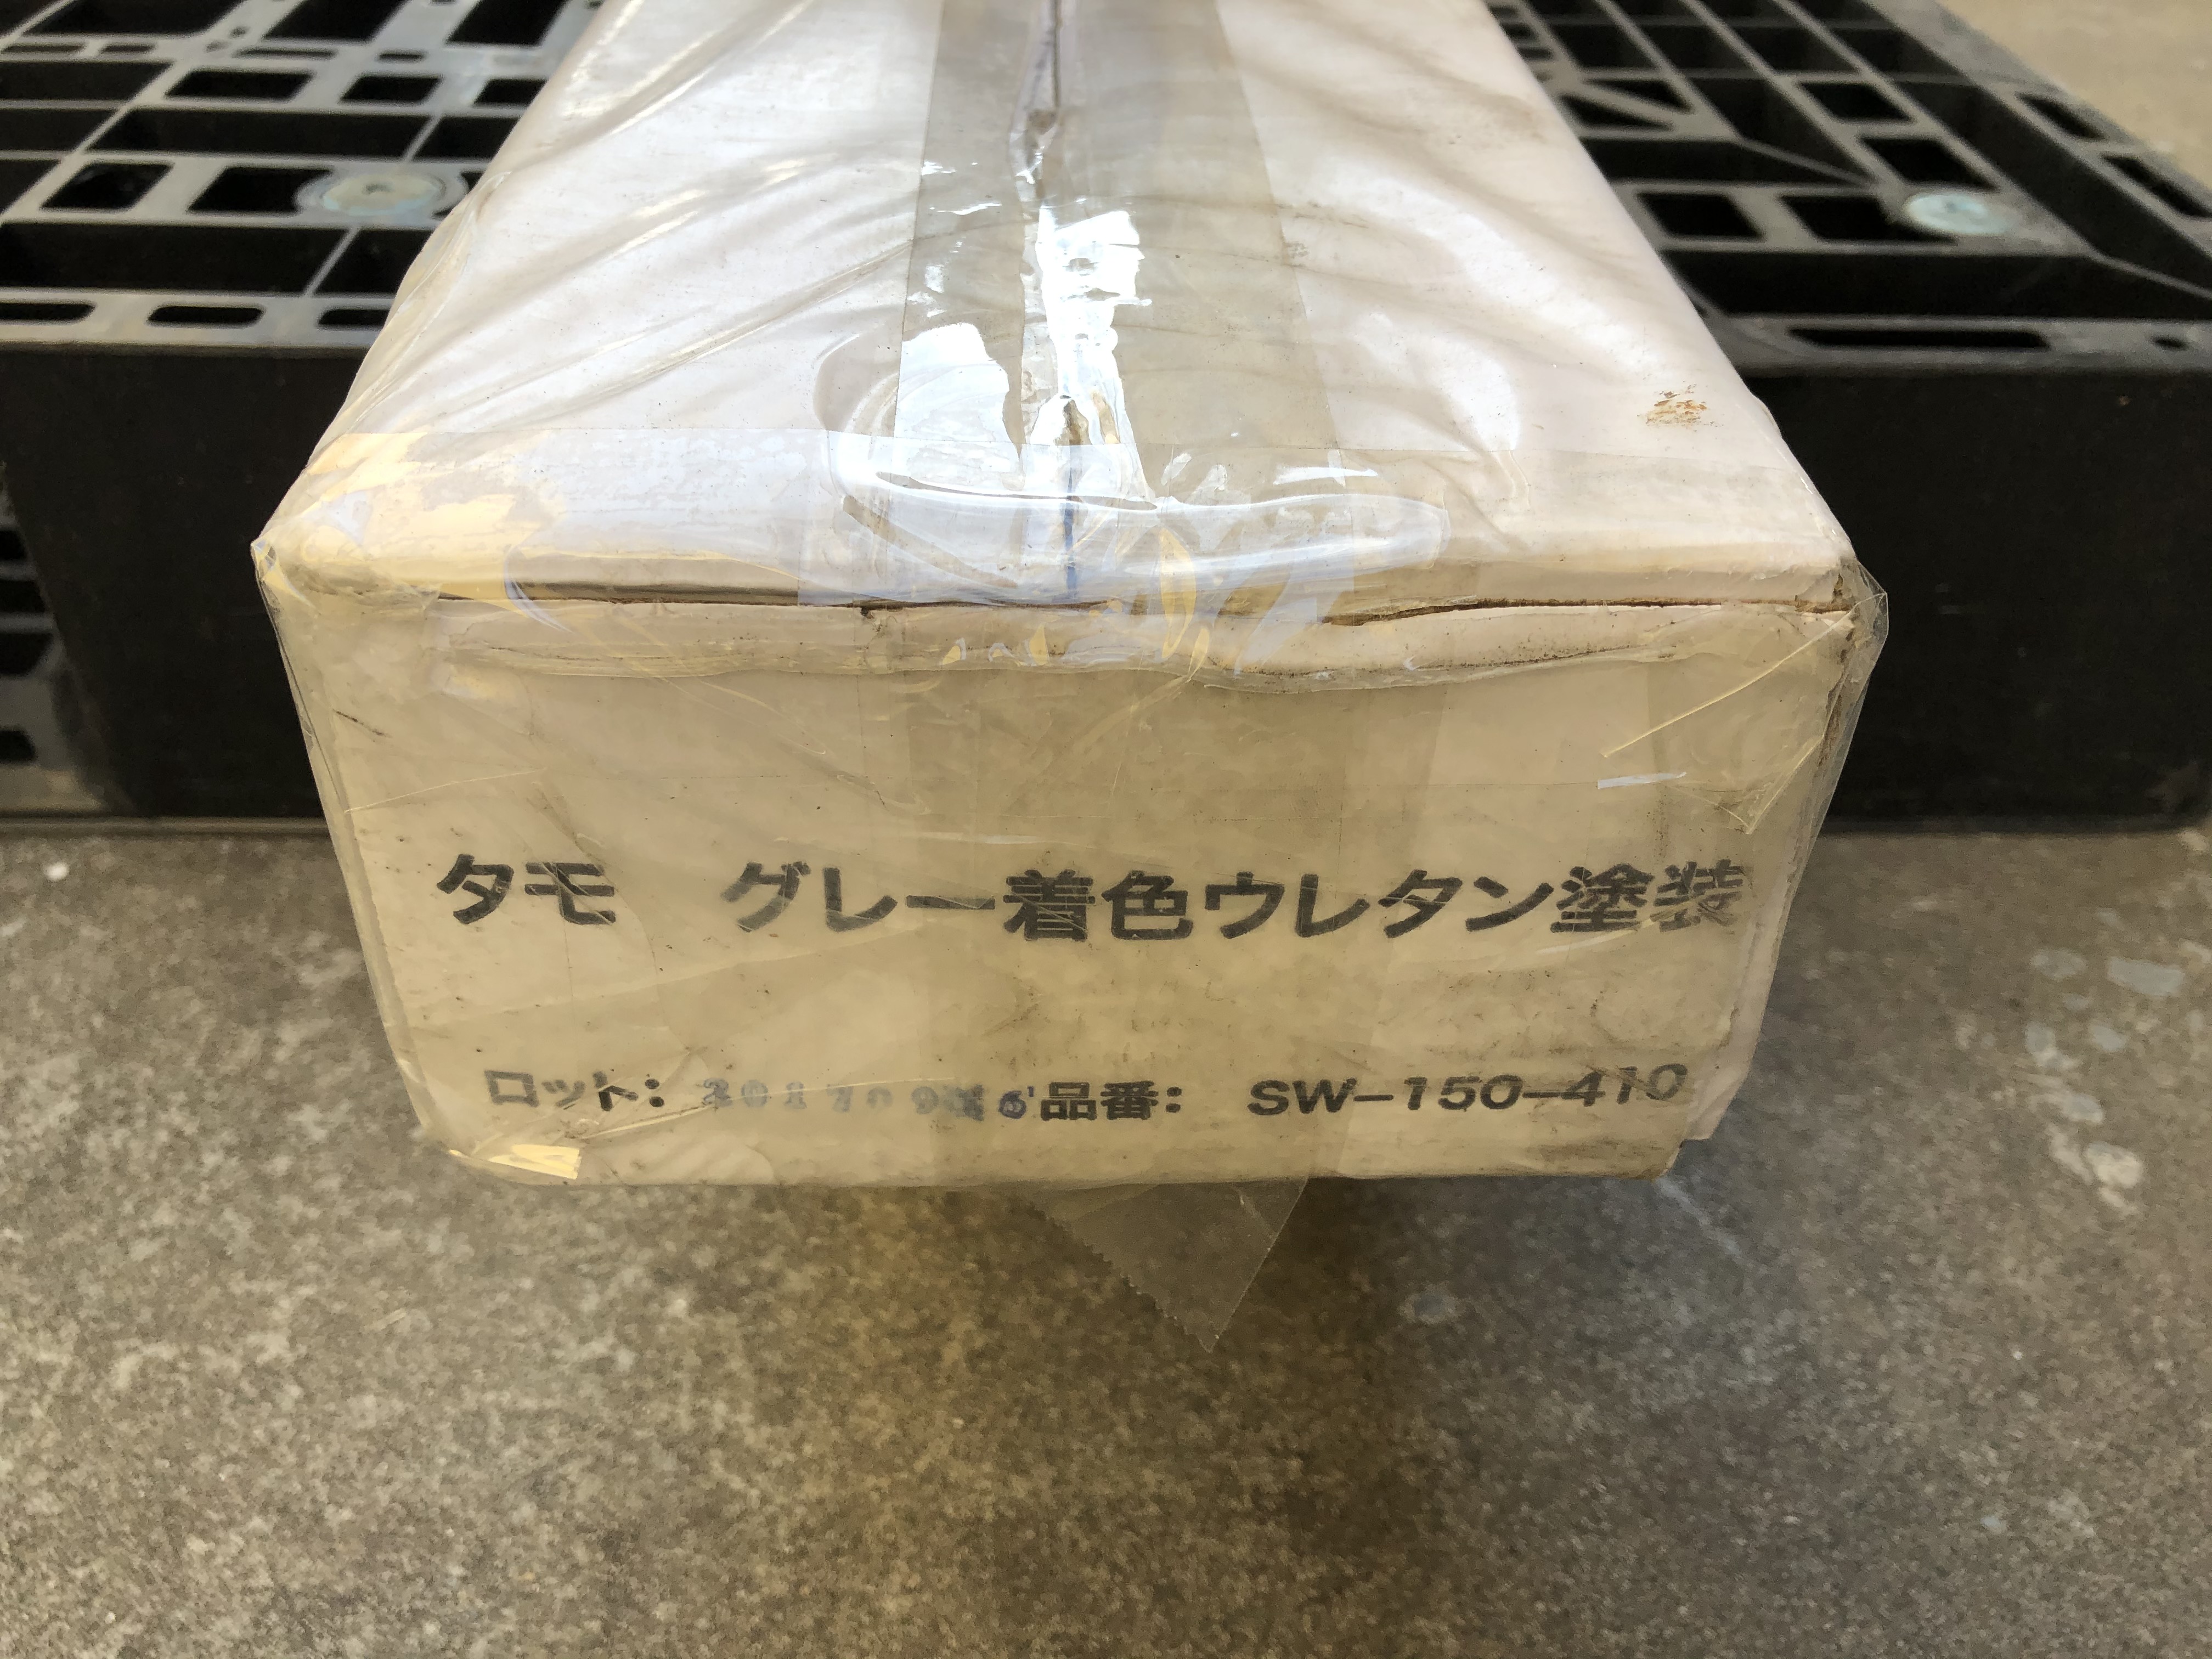 タモ　グレー着色ウレタン塗装
ロット： 品番： SW-150-410